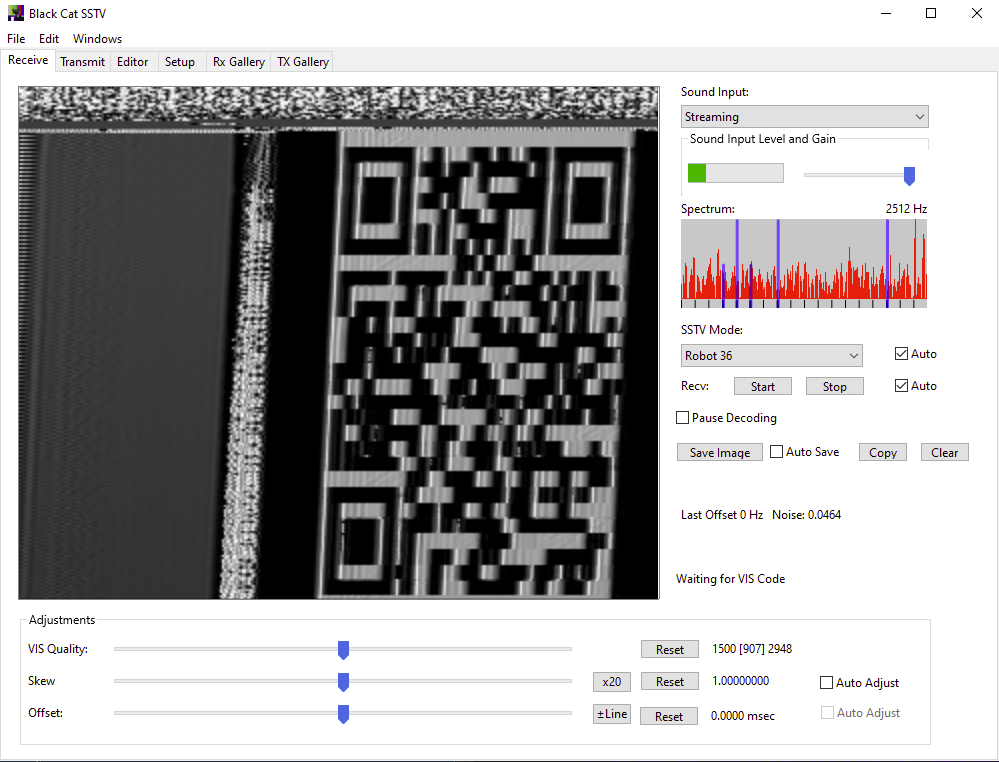 Black Cat SSTV
File Edit Windows
Receive Transmit Editor Setup Rx Gallery TX Gallery
Sound Input:
Streaming
Sound Input Level and Gain
Spectrum: 2512 Hz
SSTV Mode:
Robot 36 Auto
Recv: Start Stop Auto
Pause Decoding
Save Image Auto Save Copy Clear
Last Offset 0 Hz Noise: 0.0464
Waiting for VIS Code
Adjustments
VIS Quality: Reset 1500 [907] 2948
Skew x20 Reset 1.00000000 Auto Adjust
Offset: ±Line Reset 0.0000 msec Auto Adjust